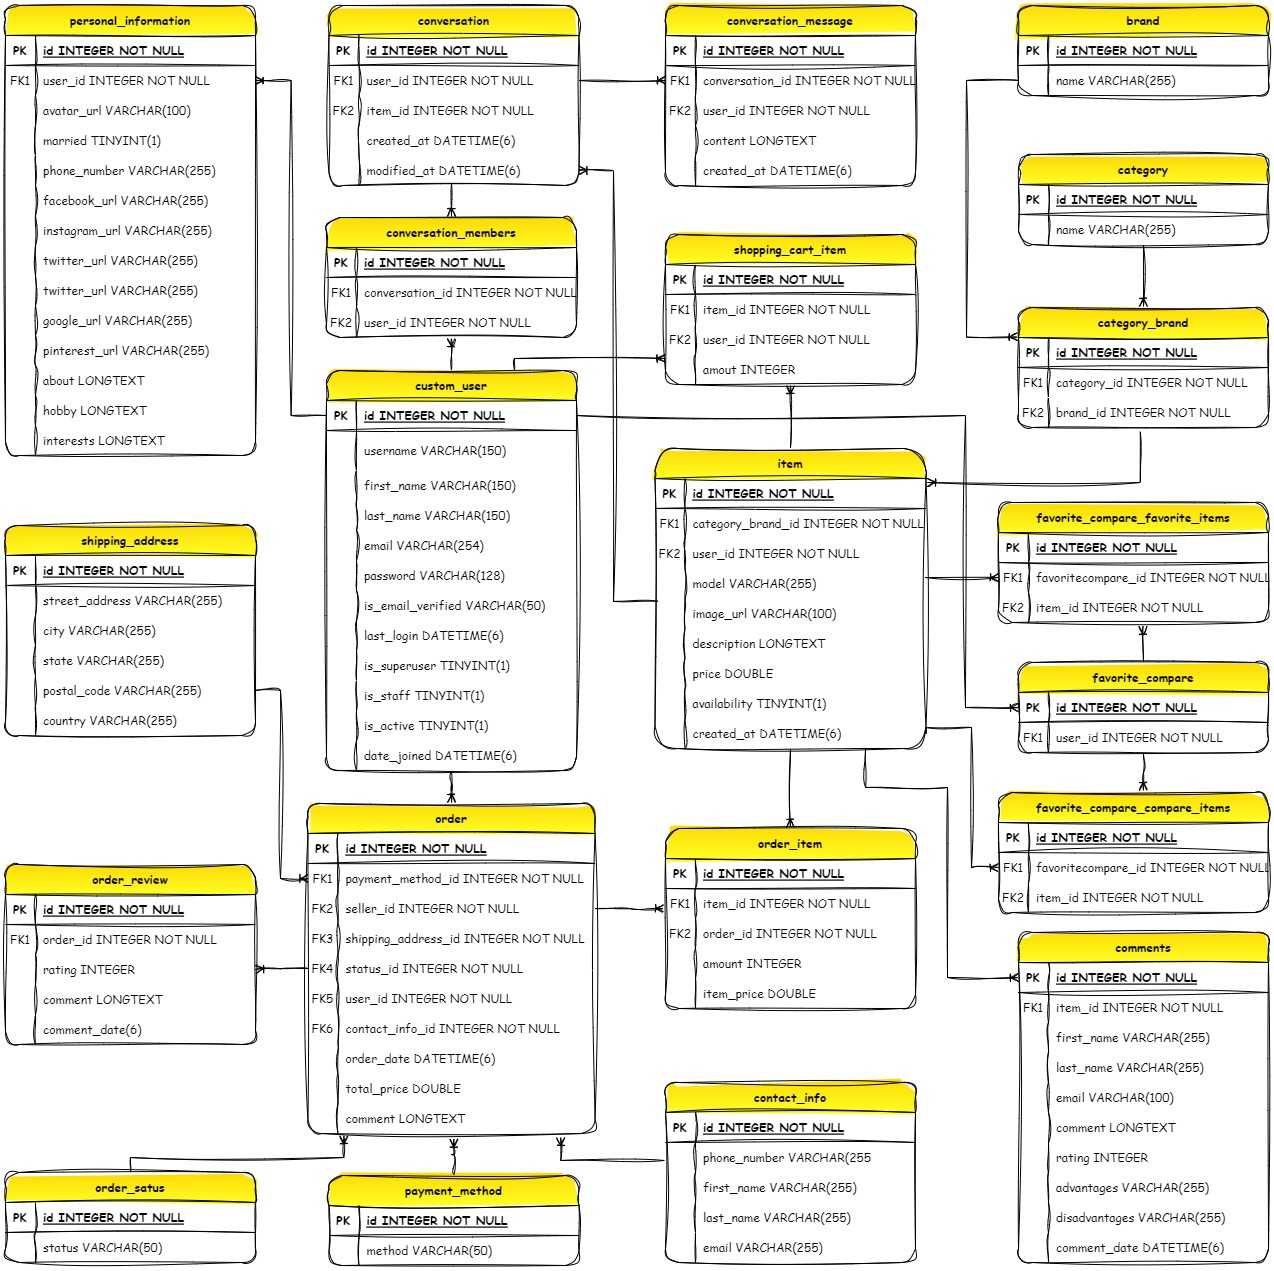 personal_information
PK id INTEGER NOT NULL
FK1 user_id INTEGER NOT NULL
avatar_url VARCHAR(100)
married TINYINT(1)
phone_number VARCHAR(255)
facebook_url VARCHAR(255)
instagram_url VARCHAR(255)
twitter_url VARCHAR(255)
twitter_url VARCHAR(255)
google_url VARCHAR(255)
pinterest_url VARCHAR(255)
about LONGTEXT
hobby LONGTEXT
interests LONGTEXT
conversation
PK id INTEGER NOT NULL
FK1 user_id INTEGER NOT NULL
FK2 item_id INTEGER NOT NULL
created_at DATETIME(6)
modified_at DATETIME(6)
conversation_message
PK id INTEGER NOT NULL
FK1 conversation_id INTEGER NOT NULL
FK2 user_id INTEGER NOT NULL
content LONGTEXT
created_at DATETIME(6)
brand
PK id INTEGER NOT NULL
name VARCHAR(255)
category
PK id INTEGER NOT NULL
name VARCHAR(255)
conversation_members
PK id INTEGER NOT NULL
FK1 conversation_id INTEGER NOT NULL
FK2 user_id INTEGER NOT NULL
shopping_cart_item
PK id INTEGER NOT NULL
FK1 item_id INTEGER NOT NULL
FK2 user_id INTEGER NOT NULL
amout INTEGER
category_brand
PK id INTEGER NOT NULL
FK1 category_id INTEGER NOT NULL
FK2 brand_id INTEGER NOT NULL
custom_user
PK id INTEGER NOT NULL
username VARCHAR(150)
first_name VARCHAR(150)
last_name VARCHAR(150)
email VARCHAR(254)
password VARCHAR(128)
is_email_verified VARCHAR(50)
last_login DATETIME(6)
is_superuser TINYINT(1)
is_staff TINYINT(1)
is_active TINYINT(1)
date_joined DATETIME(6)
item
PK id INTEGER NOT NULL
FK1 category_brand_id INTEGER NOT NULL
FK2 user_id INTEGER NOT NULL
model VARCHAR(255)
image_url VARCHAR(100)
description LONGTEXT
price DOUBLE
availability TINYINT(1)
created_at DATETIME(6)
favorite_compare_favorite_items
PK id INTEGER NOT NULL
FK1 favoritecompare_id INTEGER NOT NULL
FK2 item_id INTEGER NOT NULL
shipping_address
PK id INTEGER NOT NULL
street_address VARCHAR(255)
city VARCHAR(255)
state VARCHAR(255)
postal_code VARCHAR(255)
country VARCHAR(255)
favorite_compare
PK id INTEGER NOT NULL
FK1 user_id INTEGER NOT NULL
favorite_compare_compare_items
PK id INTEGER NOT NULL
FK1 favoritecompare_id INTEGER NOT NULL
FK2 item_id INTEGER NOT NULL
order
PK id INTEGER NOT NULL
FK1 payment_method_id INTEGER NOT NULL
FK2 seller_id INTEGER NOT NULL
FK3 shipping_address_id INTEGER NOT NULL
FK4 status_id INTEGER NOT NULL
FK5 user_id INTEGER NOT NULL
FK6 contact_info_id INTEGER NOT NULL
order_date DATETIME(6)
total_price DOUBLE
comment LONGTEXT
order_item
PK id INTEGER NOT NULL
FK1 item_id INTEGER NOT NULL
FK2 order_id INTEGER NOT NULL
amount INTEGER
item_price DOUBLE
order_review
PK id INTEGER NOT NULL
FK1 order_id INTEGER NOT NULL
rating INTEGER
comment LONGTEXT
comment_date(6)
comments
PK id INTEGER NOT NULL
FK1 item_id INTEGER NOT NULL
first_name VARCHAR(255)
last_name VARCHAR(255)
email VARCHAR(100)
comment LONGTEXT
rating INTEGER
advantages VARCHAR(255)
disadvantages VARCHAR(255)
comment_date DATETIME(6)
contact_info
PK id INTEGER NOT NULL
phone_number VARCHAR(255
first_name VARCHAR(255)
last_name VARCHAR(255)
email VARCHAR(255)
order_satus
PK id INTEGER NOT NULL
status VARCHAR(50)
payment_method
PK id INTEGER NOT NULL
method VARCHAR(50)